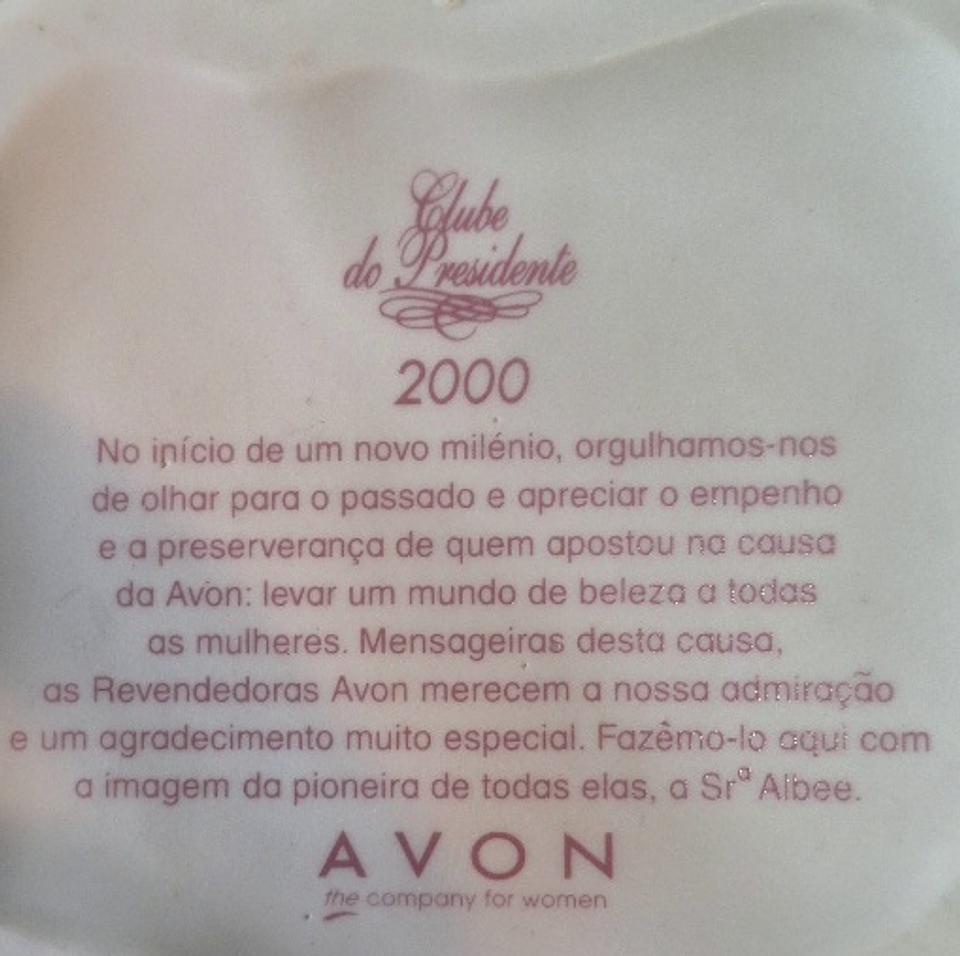 Clube
do Presidente
2000
No início de um novo milénio, orgulhamos-nos
de olhar para o passado e apreciar o empenho
e a preserverança de quem apostou na causa
da Avon: levar um mundo de beleza a todas
as mulheres. Mensageiras desta causa,
as Revendedoras Avon merecem a nossa admiração
e um agradecimento muito especial. Fazêmo-lo aqui com
a imagem da pioneira de todas elas, a Srª Albee.
AVON
the company for women